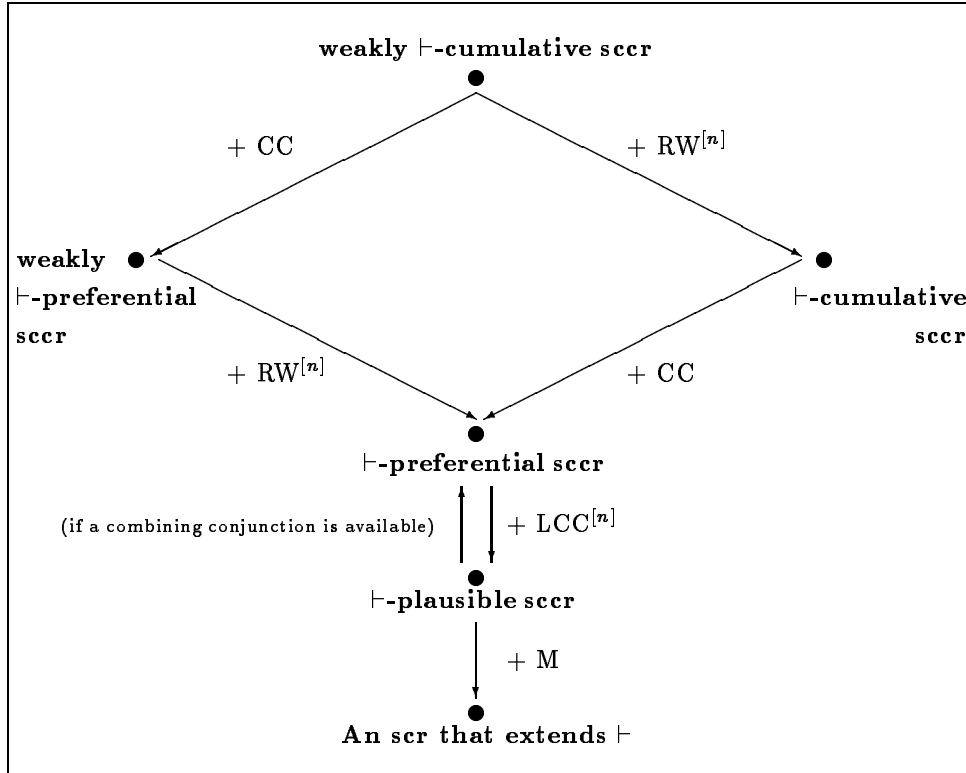 weakly ⊢-cumulative sccr
+ CC
+ RW^[n]
weakly
⊢-preferential
sccr
⊢-cumulative
sccr
+ RW^[n]
+ CC
⊢-preferential sccr
(if a combining conjunction is available)
+ LCC^[n]
⊢-plausible sccr
+ M
An scr that extends ⊢